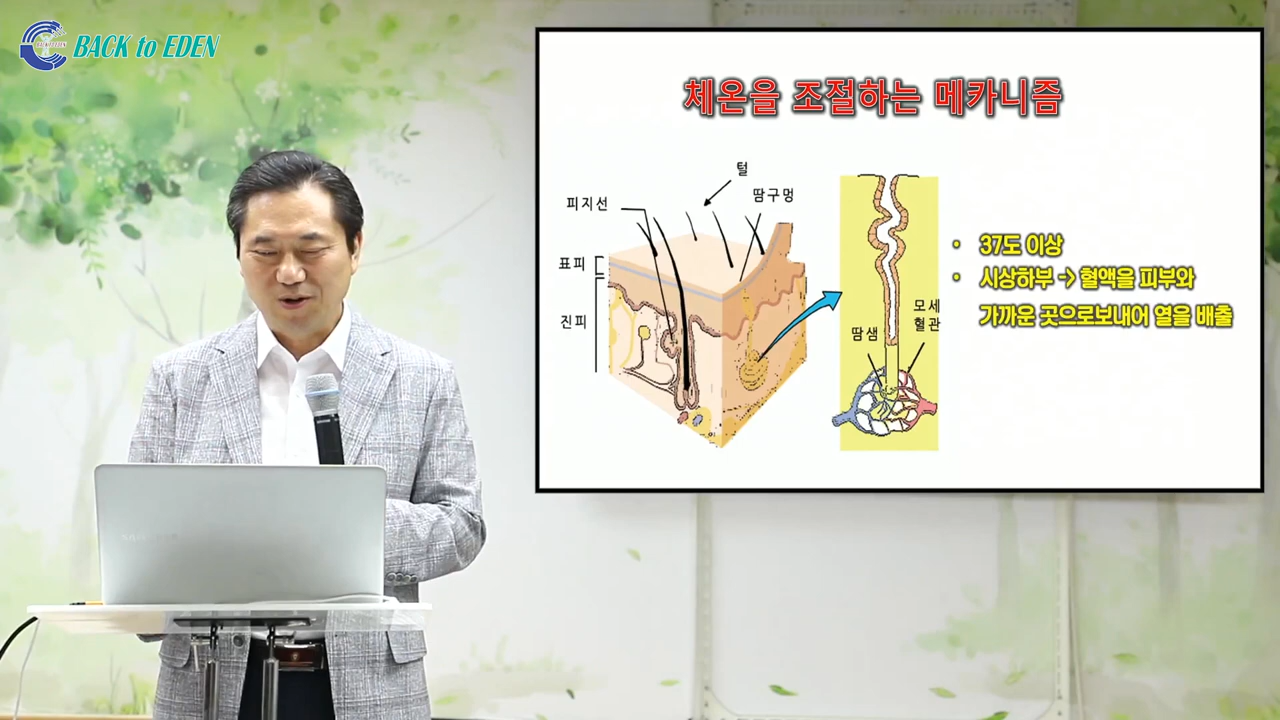 BACK to EDEN
체온을 조절하는 메카니즘
털
피지선
땀구멍
표피
진피
모세
혈관
땀샘
• 37도 이상
• 시상하부 -> 혈액을 피부와
가까운 곳으로보내어 열을 배출